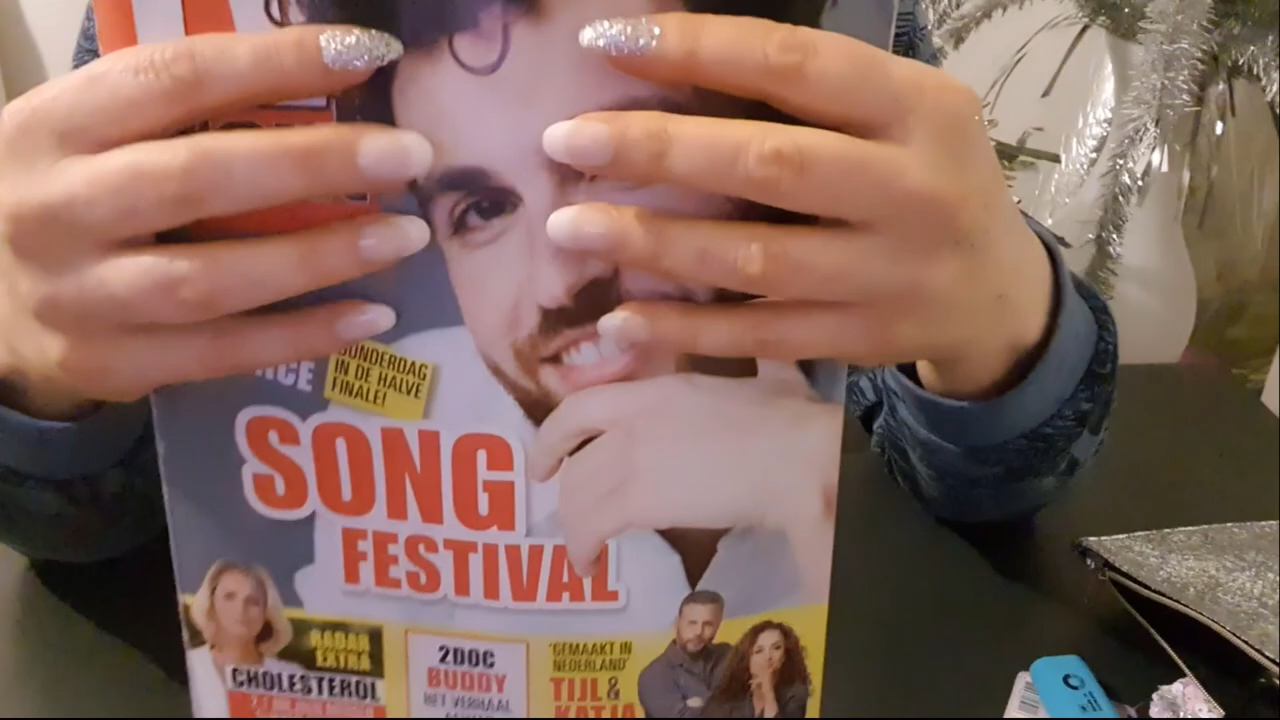 DONDERDAG
IN DE HALVE
FINALE!
SONG
FESTIVAL
RADAR
EXTRA
CHOLESTEROL
2DOC
BUDDY
HET VERHAAL
'GEMAAKT IN
NEDERLAND'
TIJL &
KATJA